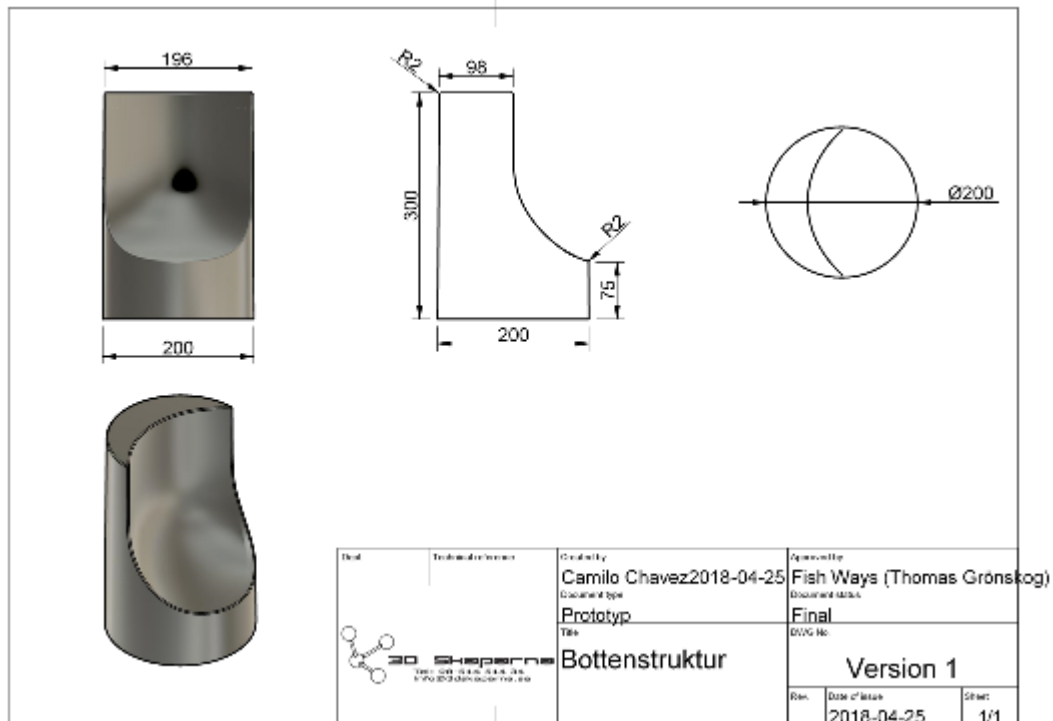 196
R2
98
300
R2
75
200
Ø200
200
Dept.
Technical reference
Created by
Approved by
Camilo Chavez2018-04-25
Fish Ways (Thomas Grönskog)
Document type
Document status
Prototyp
Final
Title
DWG No.
3D Skaparna
Bottenstruktur
Version 1
Rev.
Date of issue
Sheet
2018-04-25
1/1